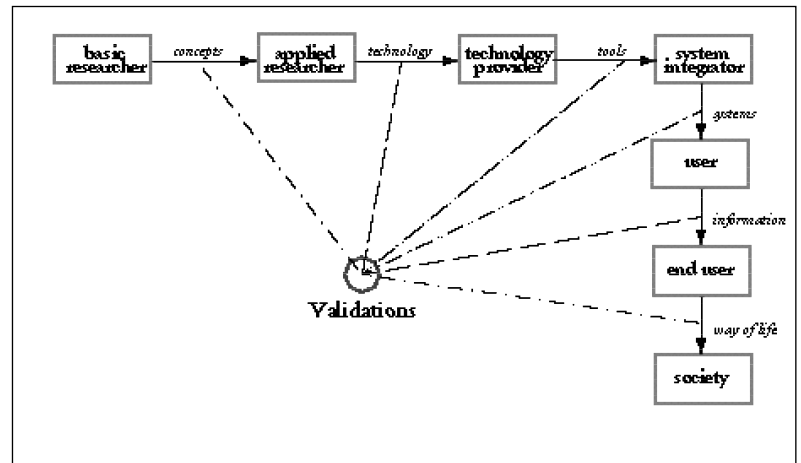 basic
researcher
concepts
applied
researcher
technology
technology
provider
tools
system
integrator
systems
user
information
end user
way of life
society
Validations